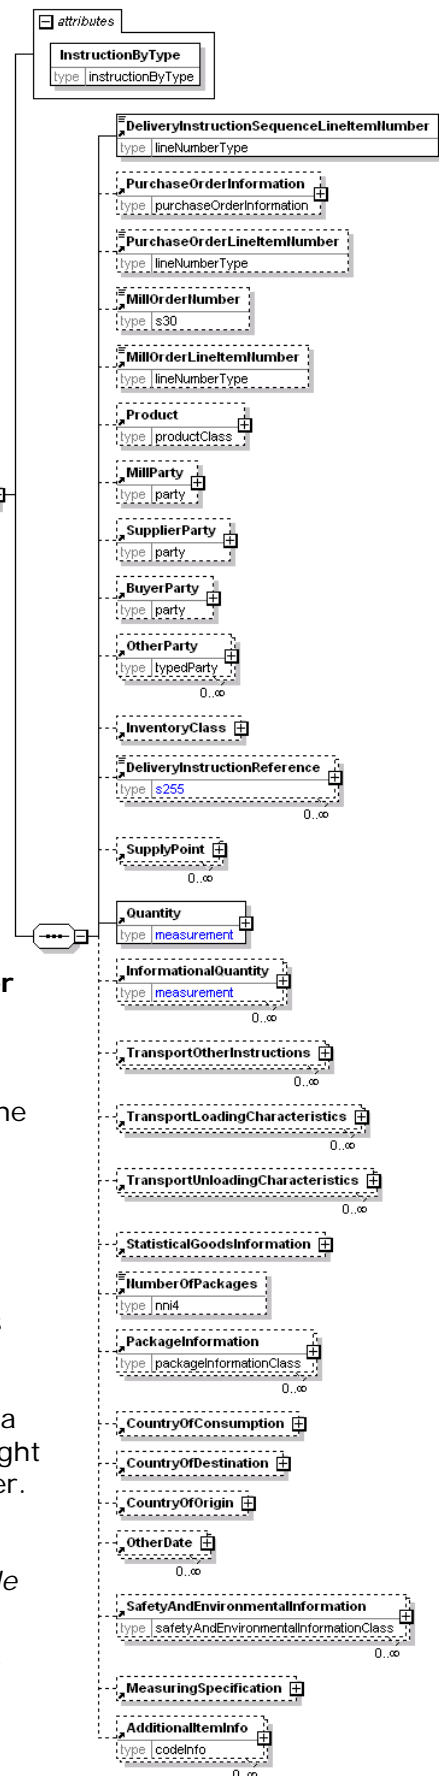 attributes
InstructionByType
type instructionByType
DeliveryInstructionSequenceLineItemNumber
type lineNumberType
PurchaseOrderInformation
type purchaseOrderInformation
PurchaseOrderLineItemNumber
type lineNumberType
MillOrderNumber
type s30
MillOrderLineItemNumber
type lineNumberType
Product
type productClass
MillParty
type party
SupplierParty
type party
BuyerParty
type party
OtherParty
type typedParty
0..∞
InventoryClass
DeliveryInstructionReference
type s255
0..∞
SupplyPoint
0..∞
Quantity
type measurement
InformationalQuantity
type measurement
0..∞
TransportOtherInstructions
0..∞
TransportLoadingCharacteristics
0..∞
TransportUnloadingCharacteristics
0..∞
StatisticalGoodsInformation
NumberOfPackages
type nni4
PackageInformation
type packageInformationClass
0..∞
CountryOfConsumption
CountryOfDestination
CountryOfOrigin
OtherDate
0..∞
SafetyAndEnvironmentalInformation
type safetyAndEnvironmentalInformationClass
0..∞
MeasuringSpecification
AdditionalItemInfo
type codeInfo
0..∞
a
ght
er.